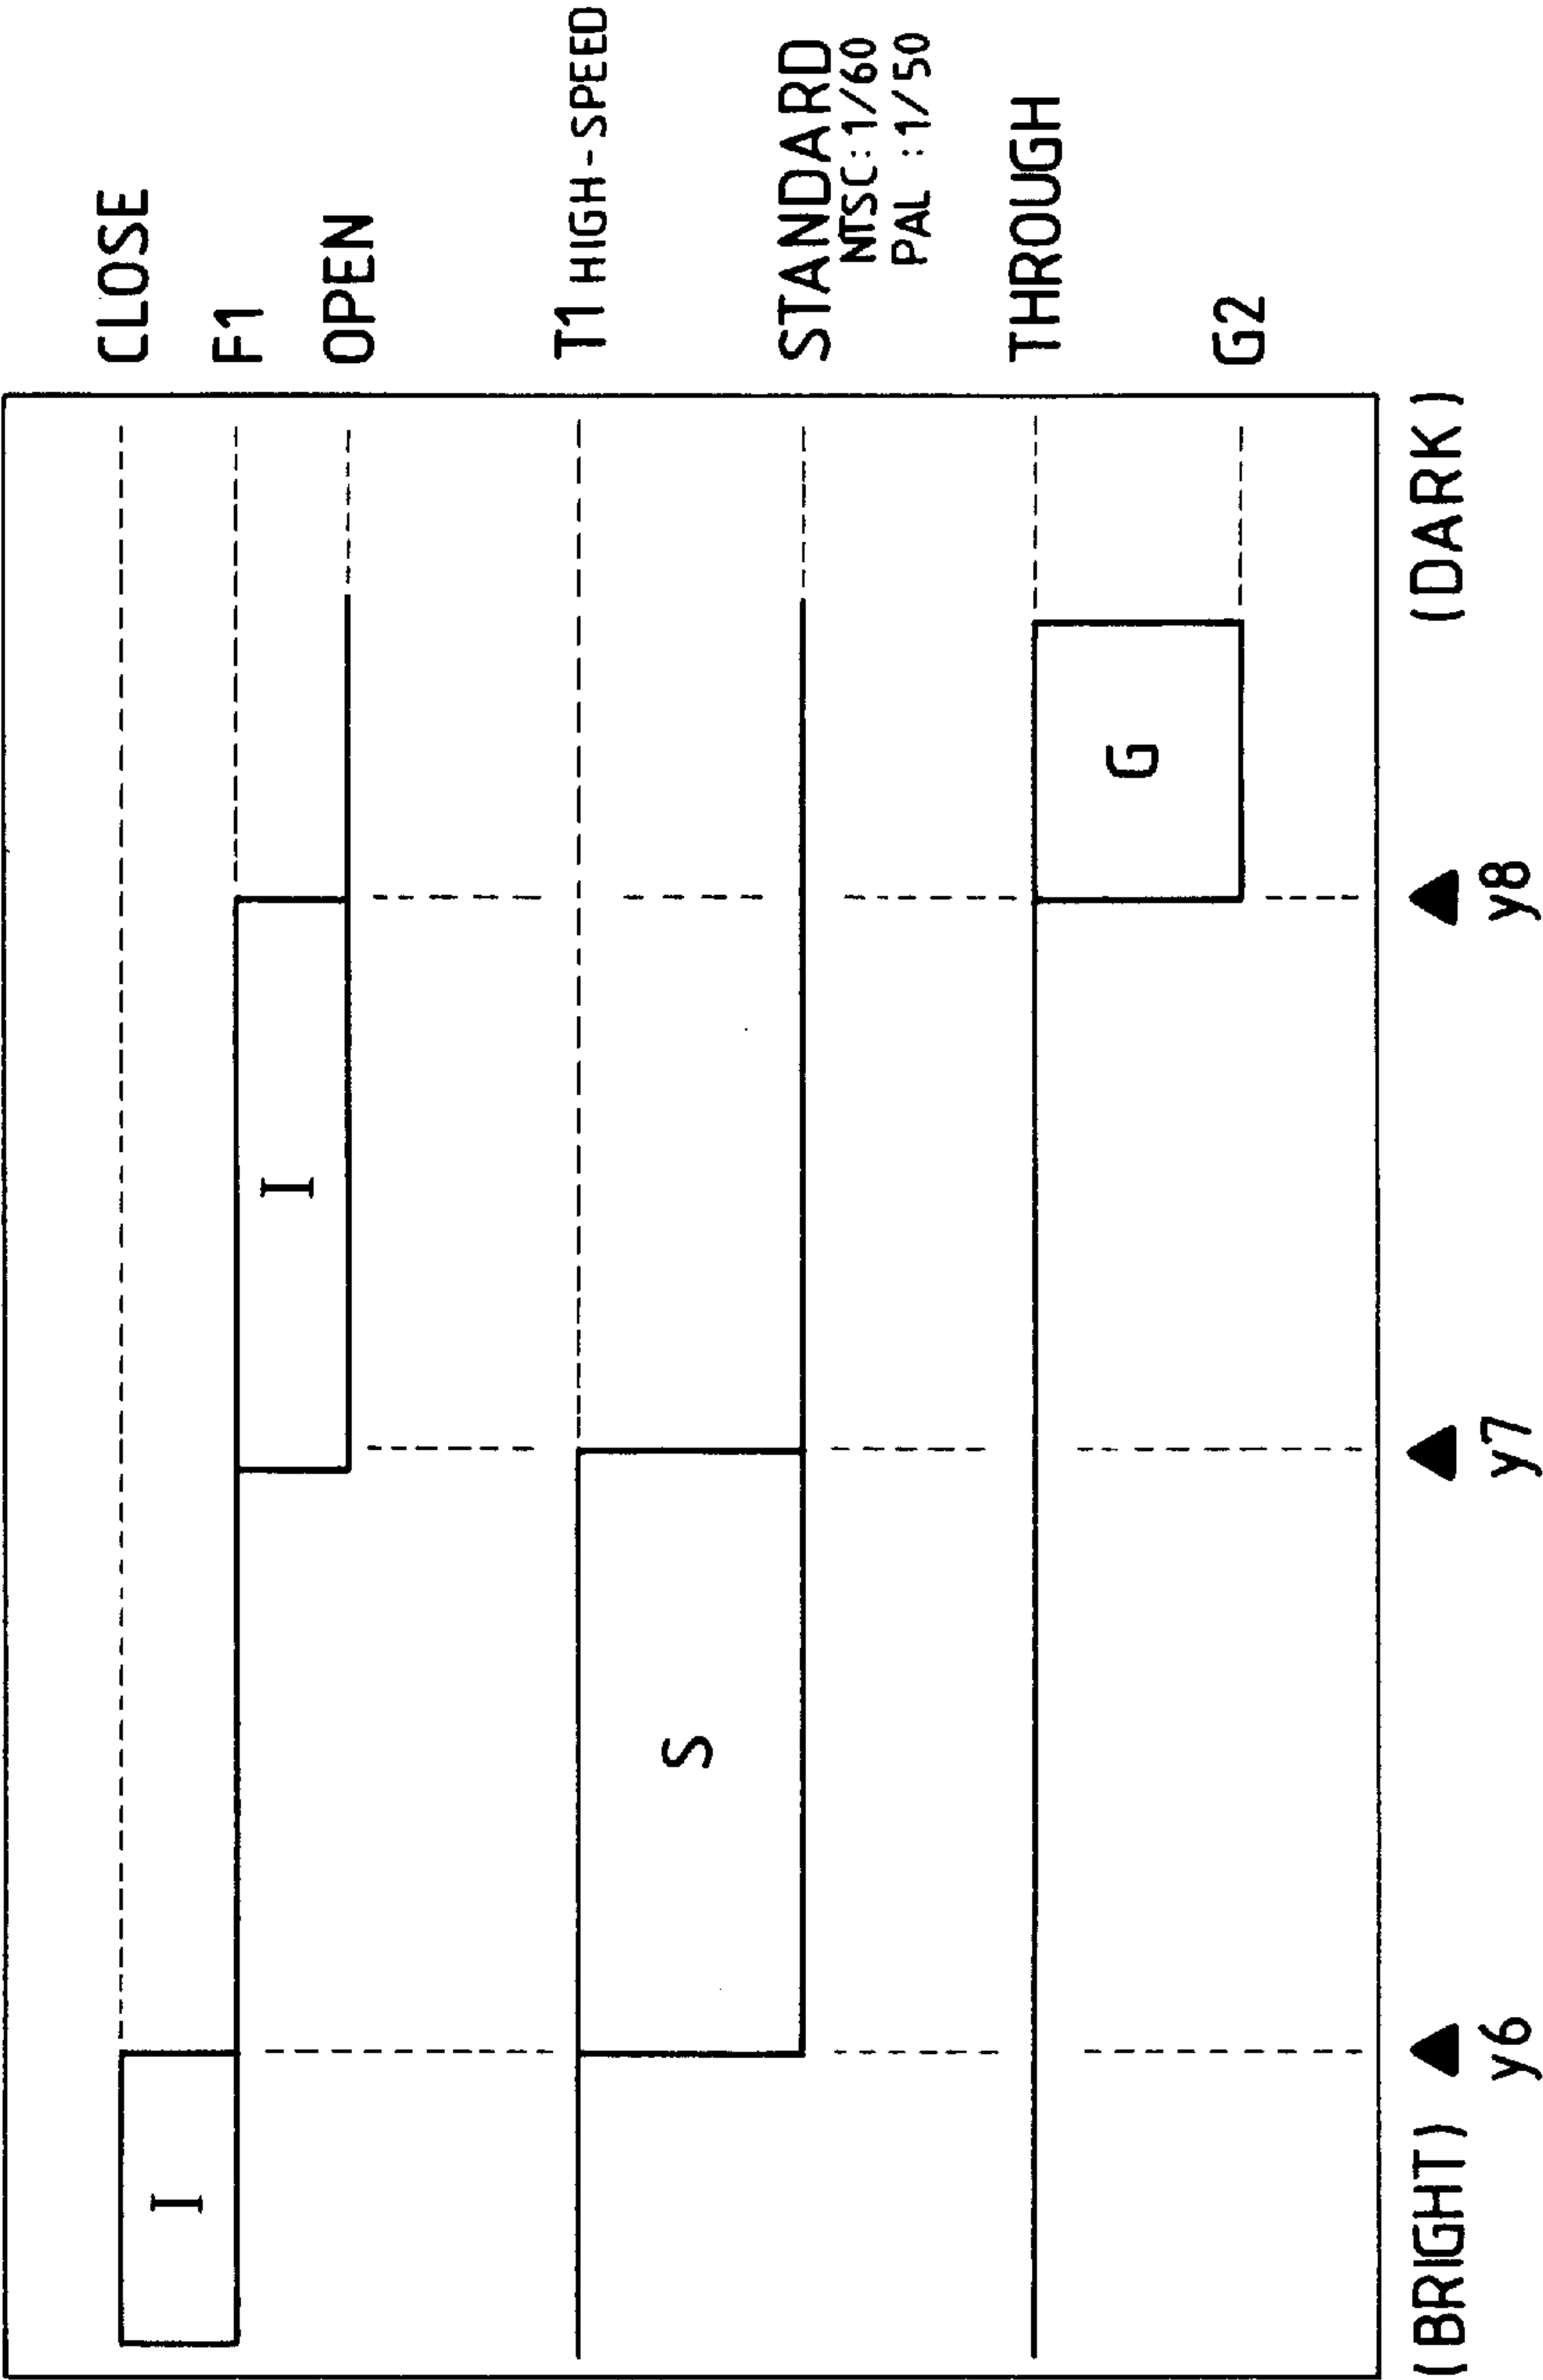 CLOSE
F1
OPEN
T1 HIGH-SPEED
STANDARD
NTSC:1/60
PAL :1/50
THROUGH
G2
I
I
S
G
(BRIGHT)
(DARK)
y6
y7
y8